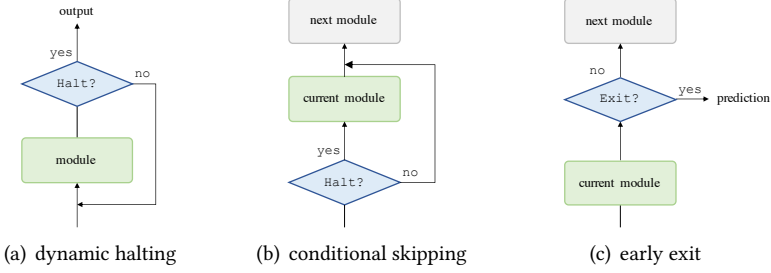 output
yes
no
Halt?
module
(a) dynamic halting
next module
current module
yes
no
Halt?
(b) conditional skipping
next module
no
yes
Exit?
prediction
current module
(c) early exit